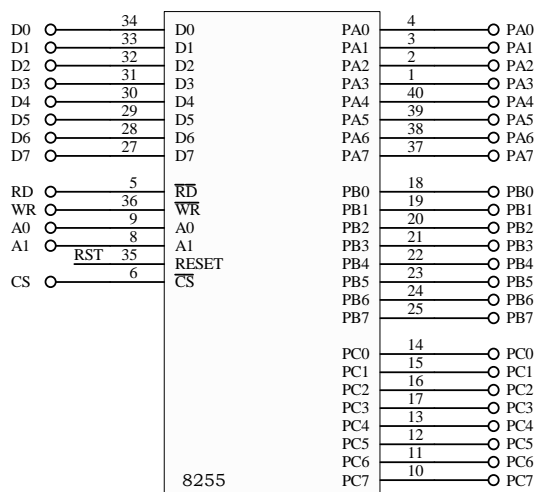 D0 34 D0 PA0 4 PA0
D1 33 D1 PA1 3 PA1
D2 32 D2 PA2 2 PA2
D3 31 D3 PA3 1 PA3
D4 30 D4 PA4 40 PA4
D5 29 D5 PA5 39 PA5
D6 28 D6 PA6 38 PA6
D7 27 D7 PA7 37 PA7
RD 5 RD PB0 18 PB0
WR 36 WR PB1 19 PB1
A0 9 A0 PB2 20 PB2
A1 8 A1 PB3 21 PB3
RST 35 RESET PB4 22 PB4
CS 6 CS PB5 23 PB5
PB6 24 PB6
PB7 25 PB7
PC0 14 PC0
PC1 15 PC1
PC2 16 PC2
PC3 17 PC3
PC4 13 PC4
PC5 12 PC5
PC6 11 PC6
8255 PC7 10 PC7